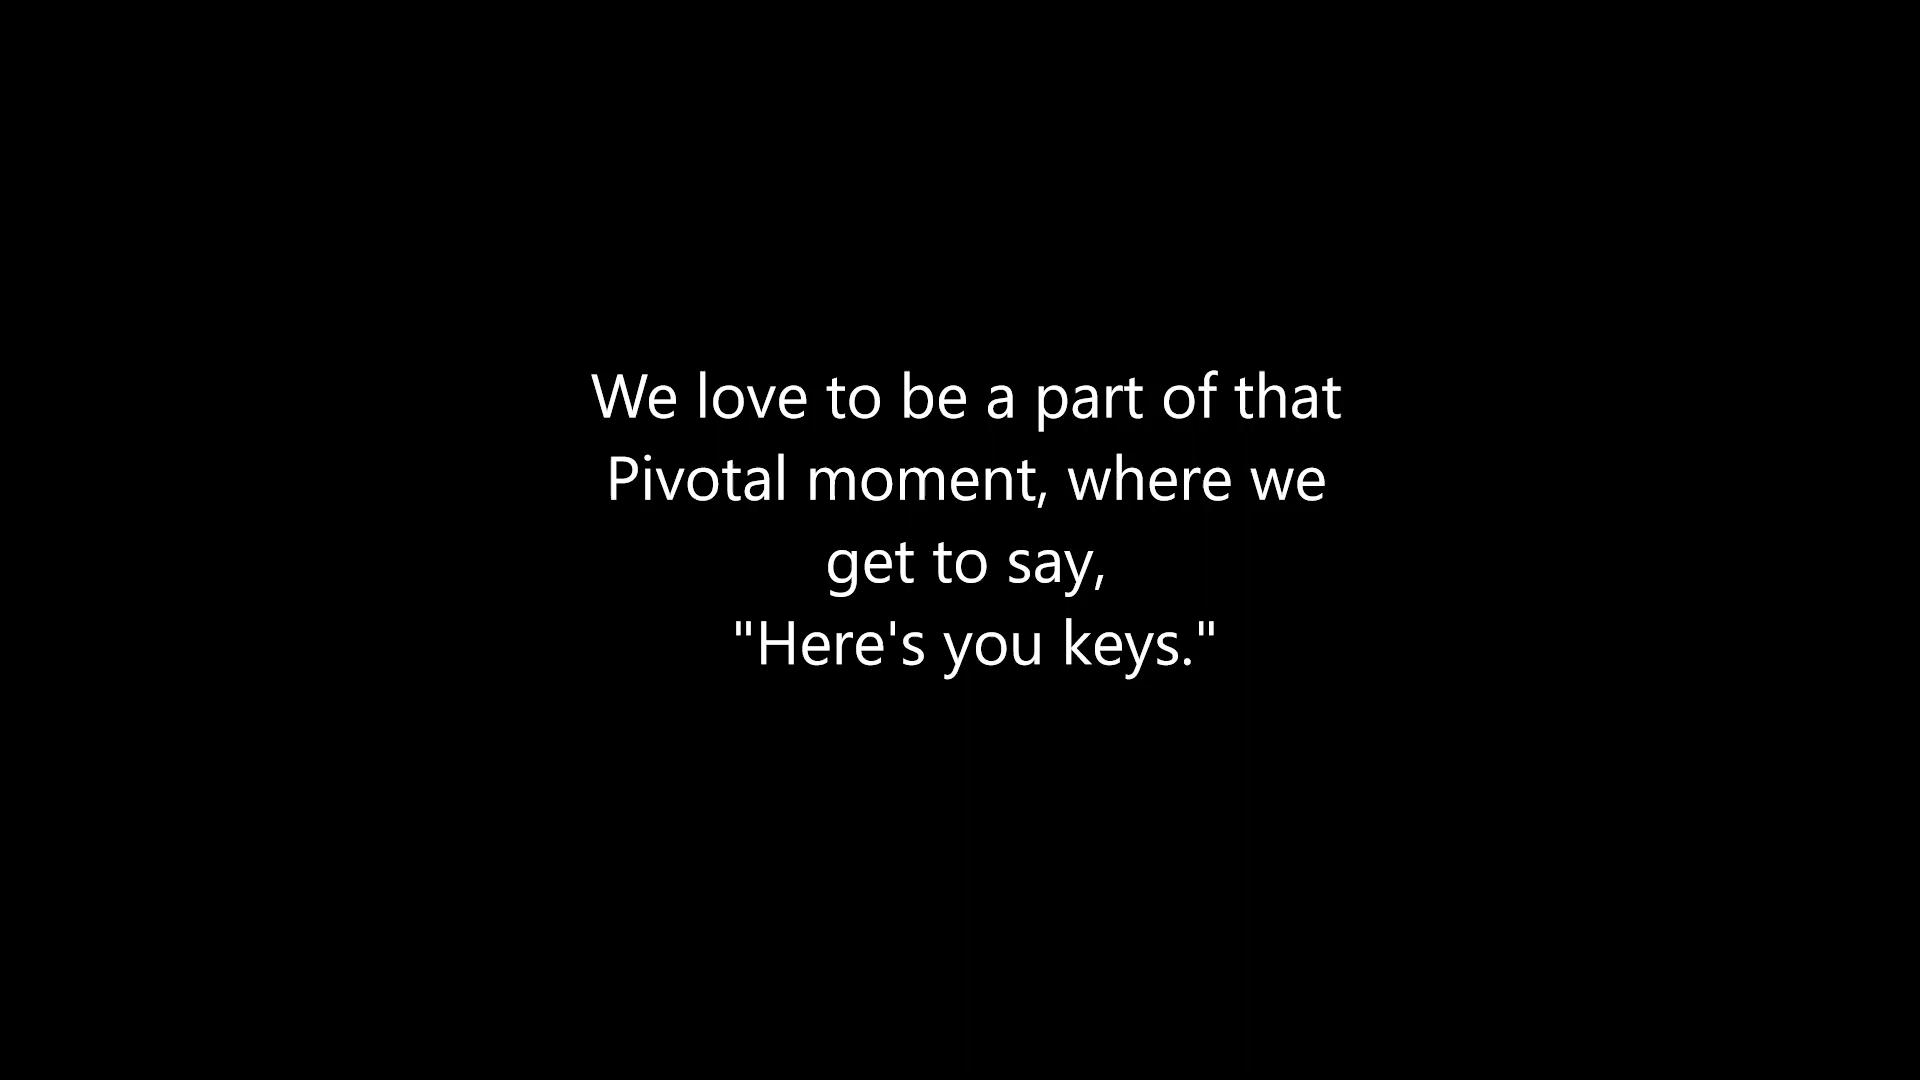 We love to be a part of that
Pivotal moment, where we
get to say,
"Here's you keys."